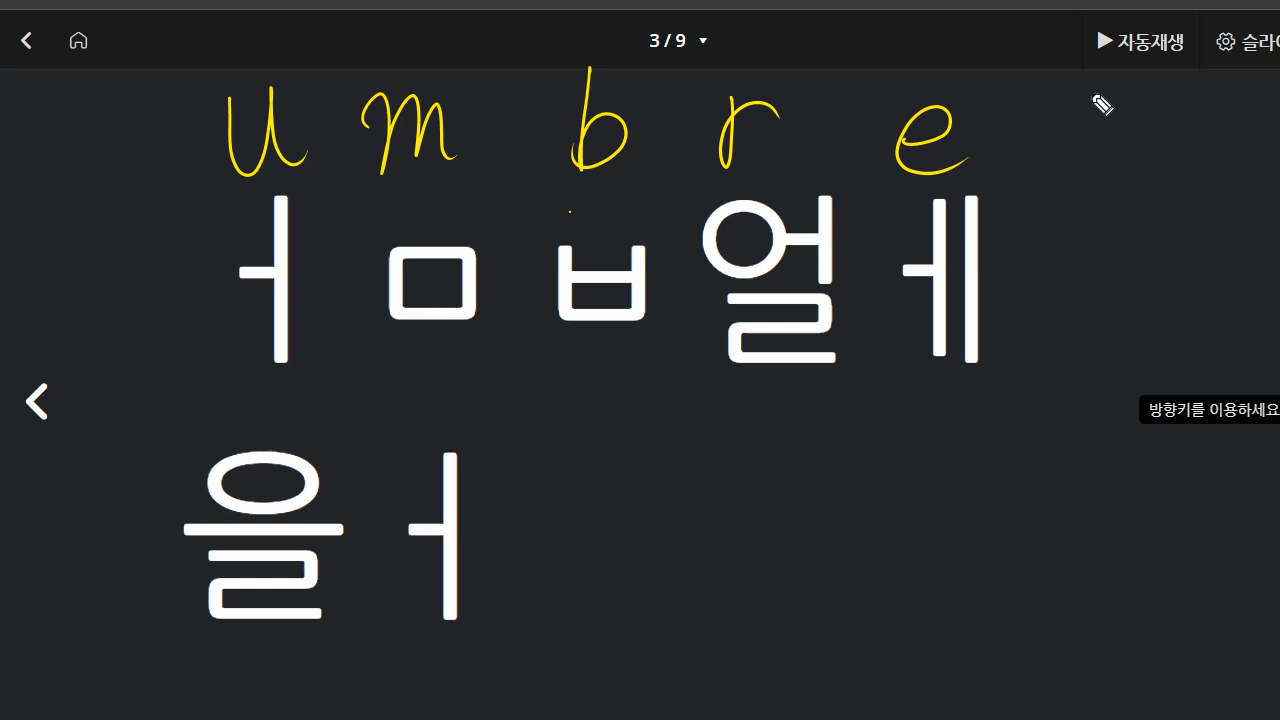 3 / 9 ▼ ▶ 자동재생
u m b r e
ㅓ ㅁ ㅂ 얼 ㅔ
방향키를 이용하세요
을 ㅓ